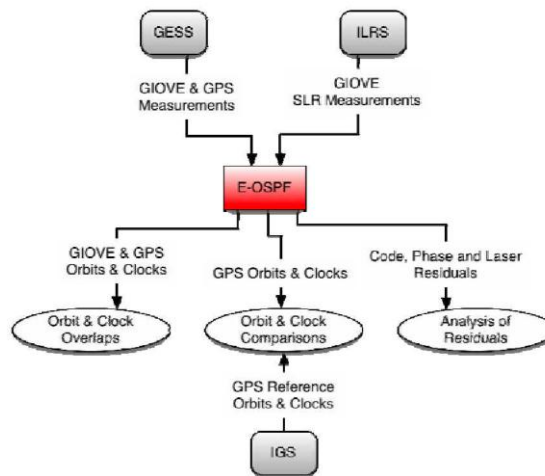 GESS
ILRS
GIOVE & GPS
Measurements
GIOVE
SLR Measurements
E-OSPF
GIOVE & GPS
Orbits & Clocks
GPS Orbits & Clocks
Code, Phase and Laser
Residuals
Orbit & Clock
Overlaps
Orbit & Clock
Comparisons
Analysis of
Residuals
GPS Reference
Orbits & Clocks
IGS